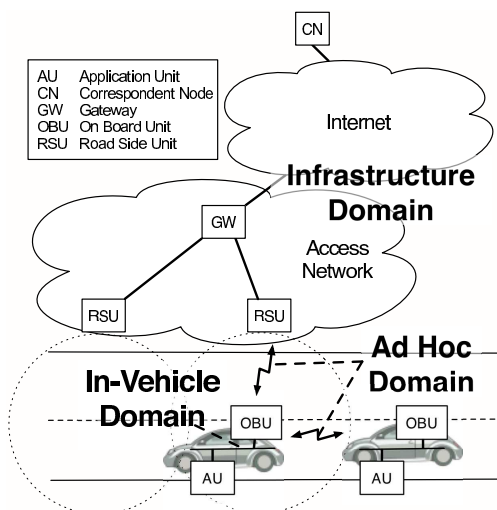 CN
AU Application Unit
CN Correspondent Node
GW Gateway
OBU On Board Unit
RSU Road Side Unit
Internet
Infrastructure
Domain
GW
Access
Network
RSU
RSU
Ad Hoc
Domain
In-Vehicle
Domain
OBU
OBU
AU
AU